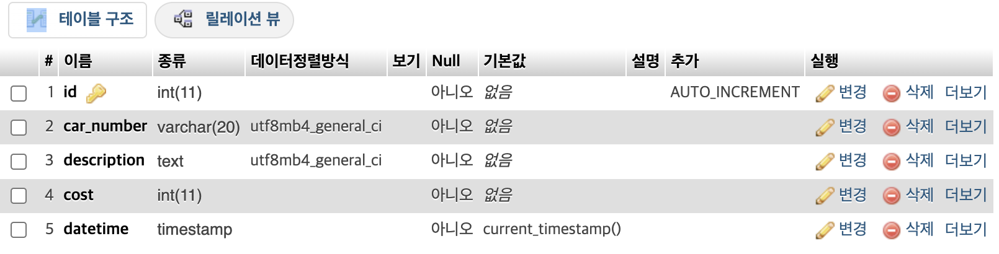 테이블 구조 릴레이션 뷰
# 이름 종류 데이터정렬방식 보기 Null 기본값 설명 추가 실행
1 id int(11) 아니오 없음 AUTO_INCREMENT 변경 삭제 더보기
2 car_number varchar(20) utf8mb4_general_ci 아니오 없음 변경 삭제 더보기
3 description text utf8mb4_general_ci 아니오 없음 변경 삭제 더보기
4 cost int(11) 아니오 없음 변경 삭제 더보기
5 datetime timestamp 아니오 current_timestamp() 변경 삭제 더보기